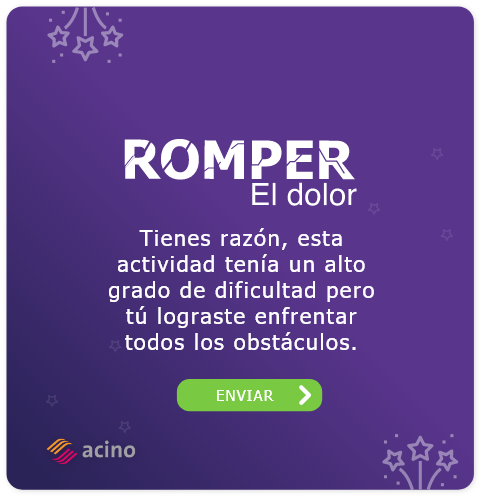 ROMPER
El dolor
Tienes razón, esta
actividad tenía un alto
grado de dificultad pero
tú lograste enfrentar
todos los obstáculos.
ENVIAR
acino